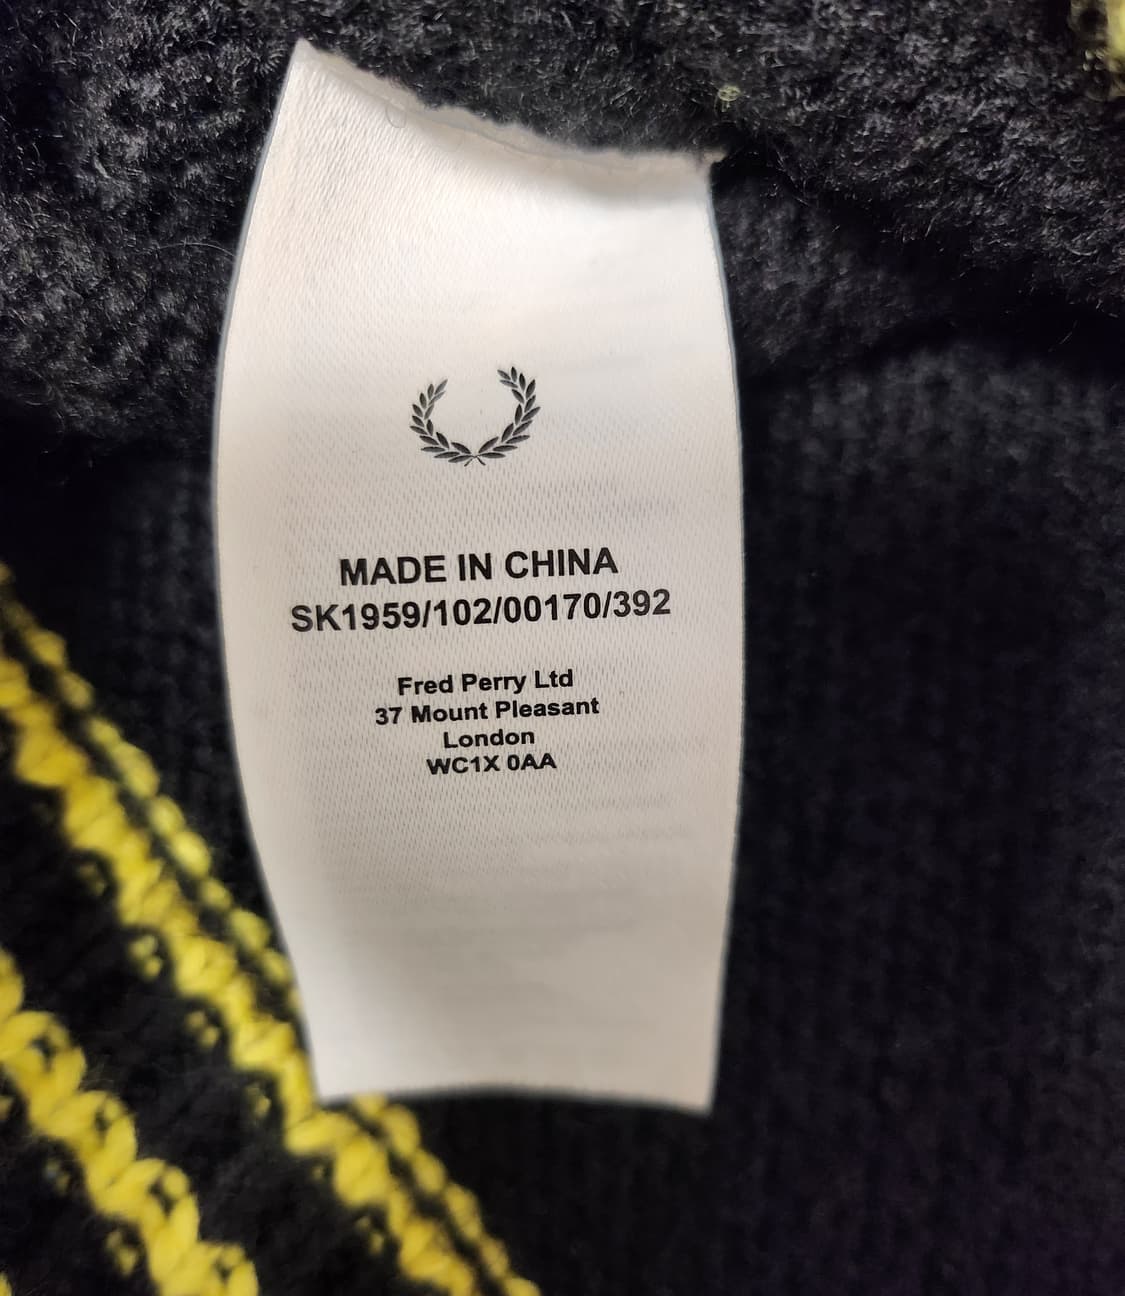 MADE IN CHINA
SK1959/102/00170/392
Fred Perry Ltd
37 Mount Pleasant
London
WC1X 0AA